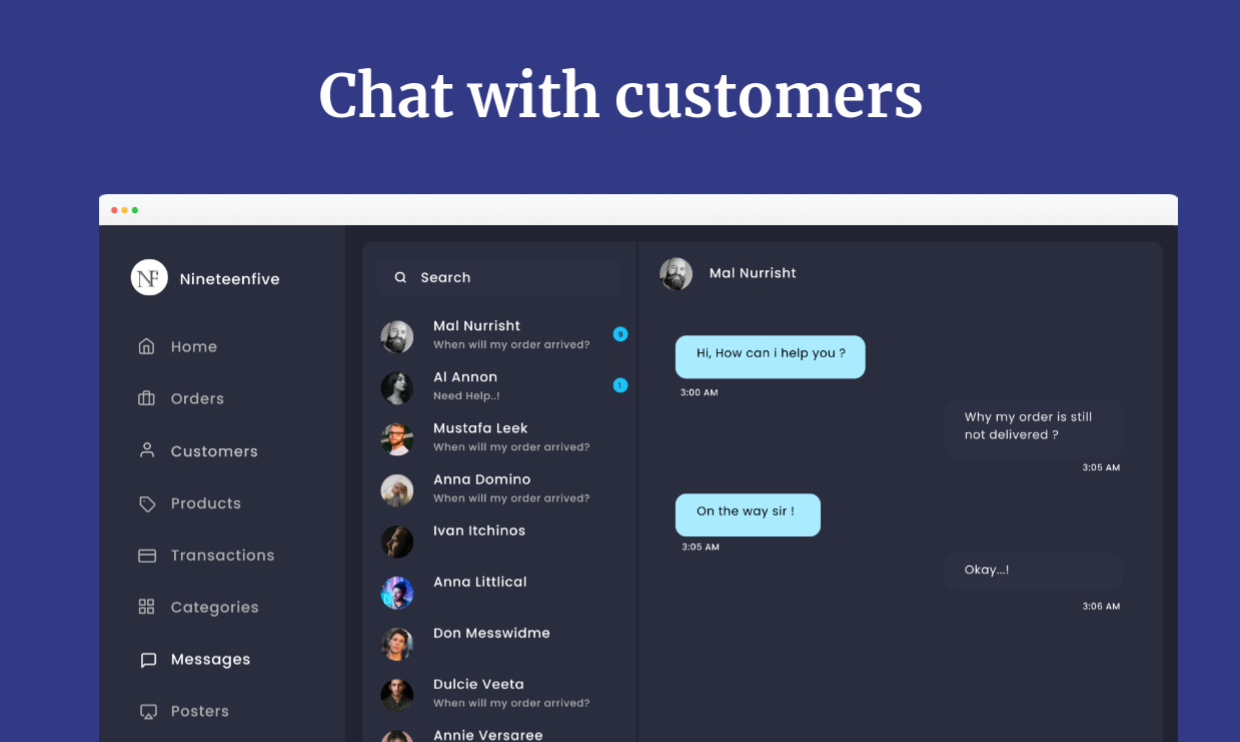 Chat with customers
NF
Nineteenfive
Home
Orders
Customers
Products
Transactions
Categories
Messages
Posters
Search
Mal Nurrisht
When will my order arrived?
9
Al Annon
Need Help..!
1
Mustafa Leek
When will my order arrived?
Anna Domino
When will my order arrived?
Ivan Itchinos
Anna Littlical
Don Messwidme
Dulcie Veeta
When will my order arrived?
Annie Versaree
Mal Nurrisht
Hi, How can i help you ?
3:00 AM
Why my order is still
not delivered ?
3:05 AM
On the way sir !
3:05 AM
Okay...!
3:06 AM